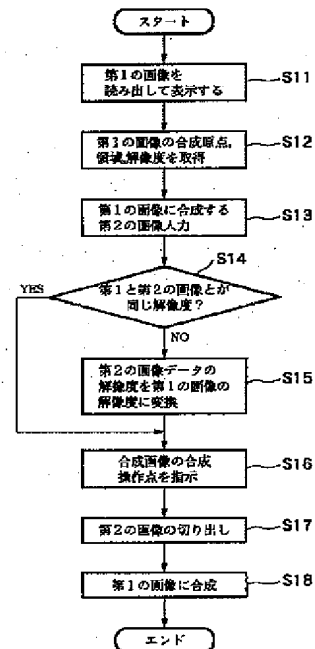 スタート
第1の画像を
読み出して表示する
S11
第1の画像の合成原点,
領域,解像度を取得
S12
第1の画像に合成する
第2の画像入力
S13
S14
第1と第2の画像とが
同じ解像度?
YES
NO
第2の画像データの
解像度を第1の画像の
解像度に変換
S15
合成画像の合成
操作点を指示
S16
第2の画像の切り出し
S17
第1の画像に合成
S18
エンド